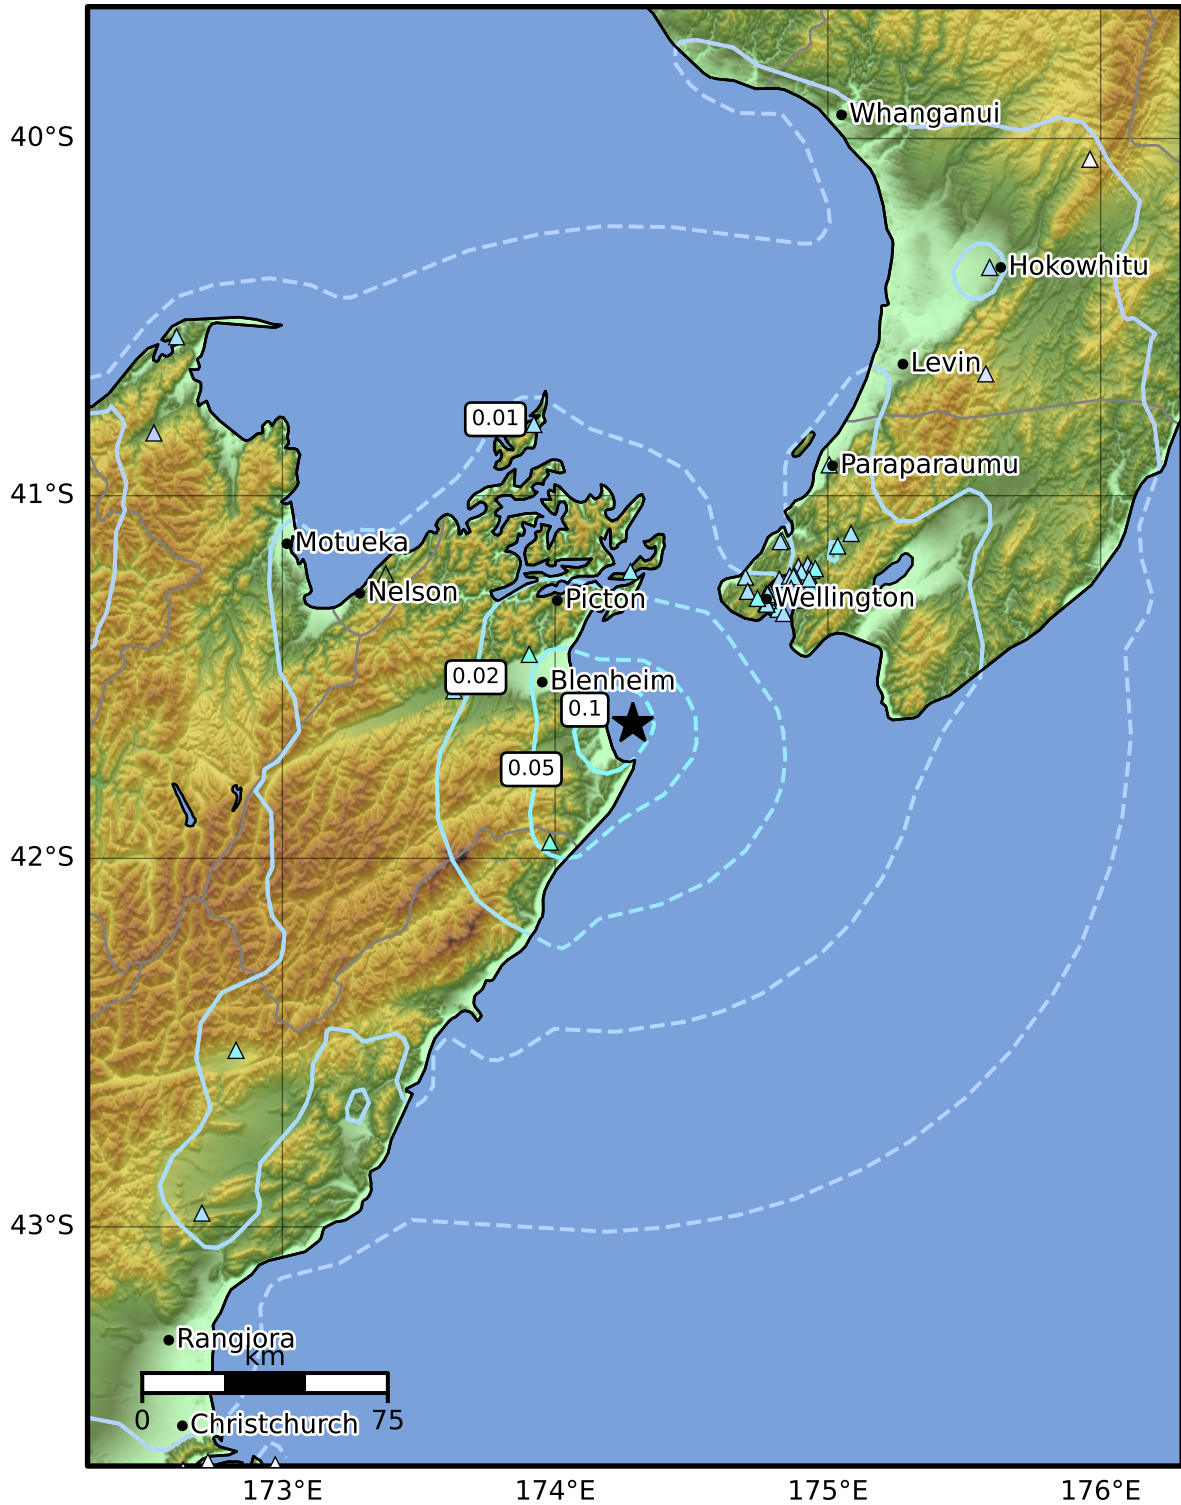 Whanganui
40°S
Hokowhitu
Levin
0.01
Paraparaumu
41°S
Motueka
Nelson
Picton
Wellington
0.02
Blenheim
0.1
0.05
42°S
43°S
Rangiora
km
0
75
Christchurch
173°E
174°E
175°E
176°E